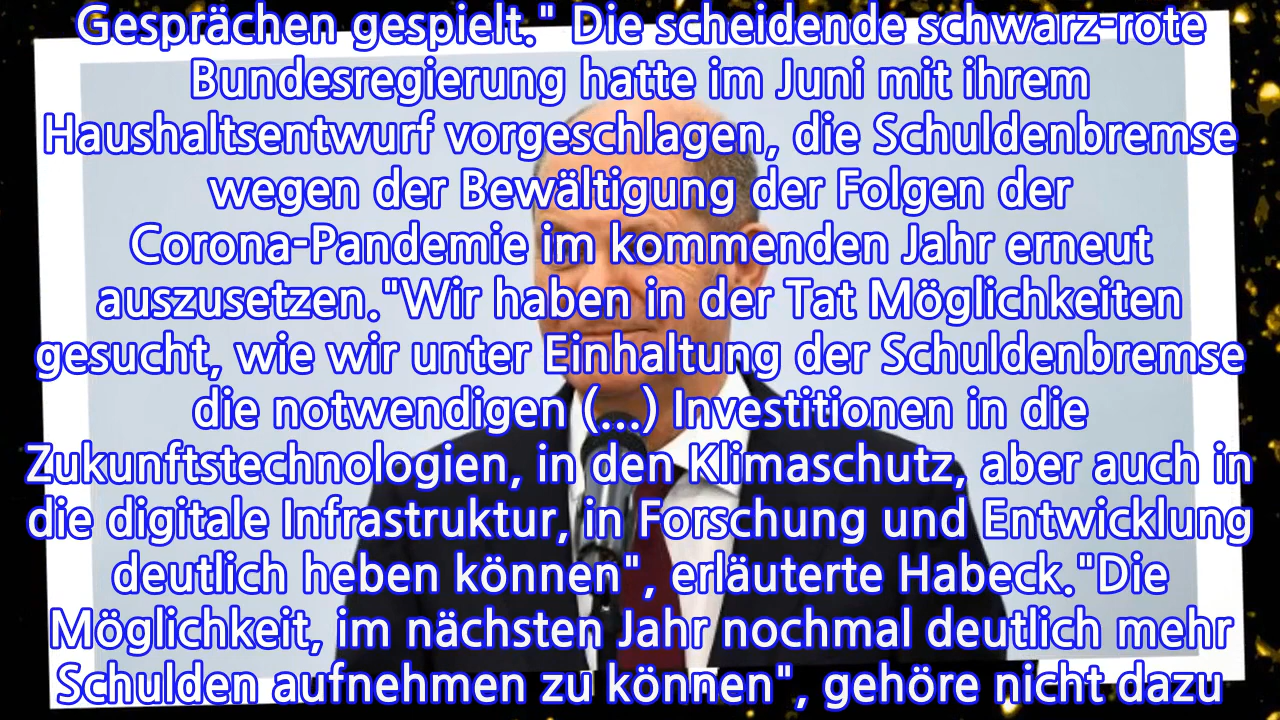 Gesprächen gespielt." Die scheidende schwarz-rote
Bundesregierung hatte im Juni mit ihrem
Haushaltsentwurf vorgeschlagen, die Schuldenbremse
wegen der Bewältigung der Folgen der
Corona-Pandemie im kommenden Jahr erneut
auszusetzen."Wir haben in der Tat Möglichkeiten
gesucht, wie wir unter Einhaltung der Schuldenbremse
die notwendigen (...) Investitionen in die
Zukunftstechnologien, in den Klimaschutz, aber auch in
die digitale Infrastruktur, in Forschung und Entwicklung
deutlich heben können", erläuterte Habeck."Die
Möglichkeit, im nächsten Jahr nochmal deutlich mehr
Schulden aufnehmen zu können", gehöre nicht dazu